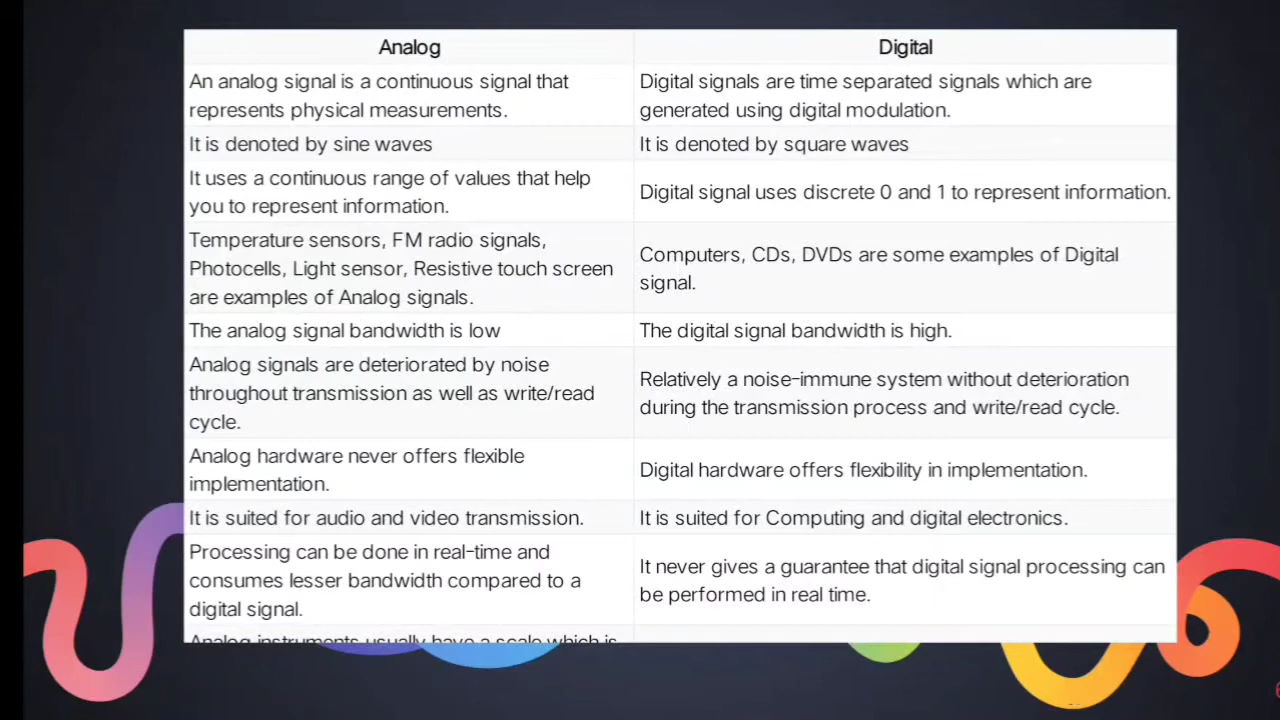 Analog
Digital
An analog signal is a continuous signal that
represents physical measurements.
Digital signals are time separated signals which are
generated using digital modulation.
It is denoted by sine waves
It is denoted by square waves
It uses a continuous range of values that help
you to represent information.
Digital signal uses discrete 0 and 1 to represent information.
Temperature sensors, FM radio signals,
Photocells, Light sensor, Resistive touch screen
are examples of Analog signals.
Computers, CDs, DVDs are some examples of Digital
signal.
The analog signal bandwidth is low
The digital signal bandwidth is high.
Analog signals are deteriorated by noise
throughout transmission as well as write/read
cycle.
Relatively a noise-immune system without deterioration
during the transmission process and write/read cycle.
Analog hardware never offers flexible
implementation.
Digital hardware offers flexibility in implementation.
It is suited for audio and video transmission.
It is suited for Computing and digital electronics.
Processing can be done in real-time and
consumes lesser bandwidth compared to a
digital signal.
It never gives a guarantee that digital signal processing can
be performed in real time.
Analog instruments usually have a scale which is